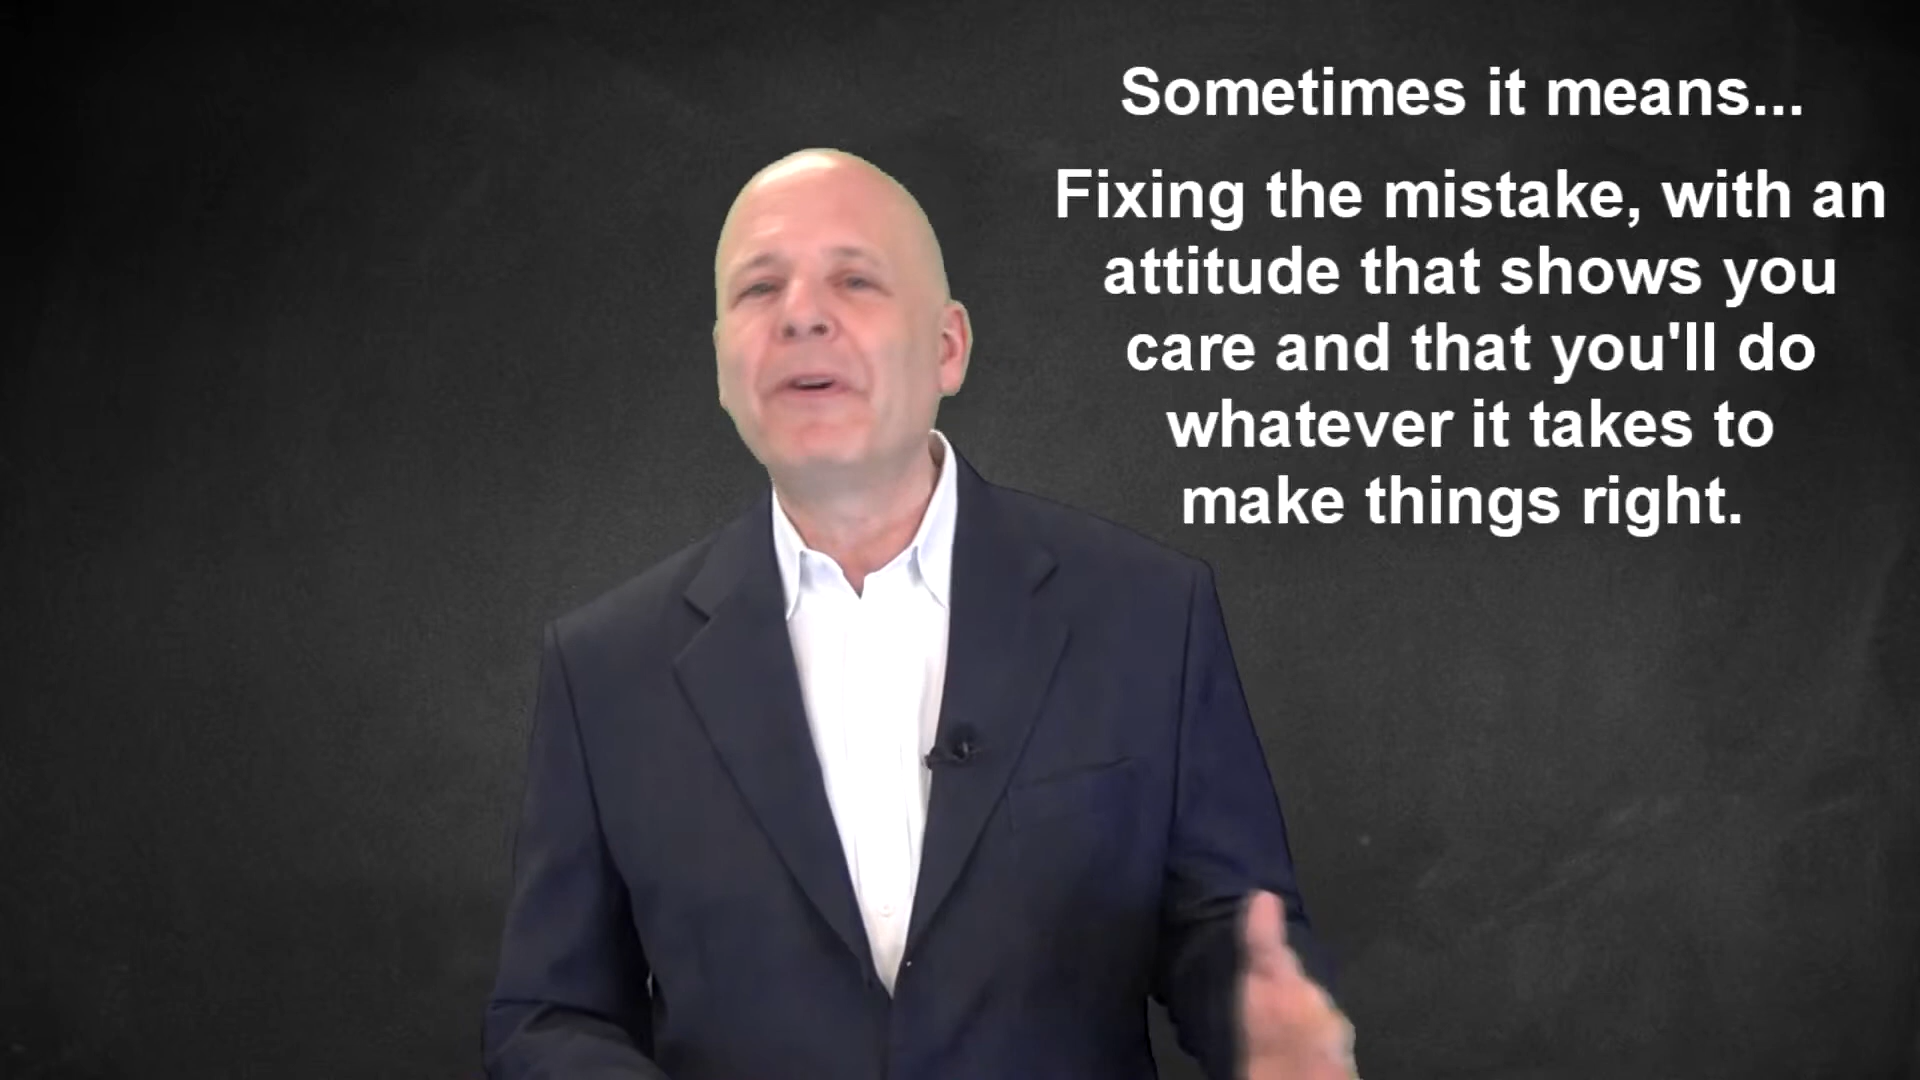 Sometimes it means...
Fixing the mistake, with an
attitude that shows you
care and that you'll do
whatever it takes to
make things right.